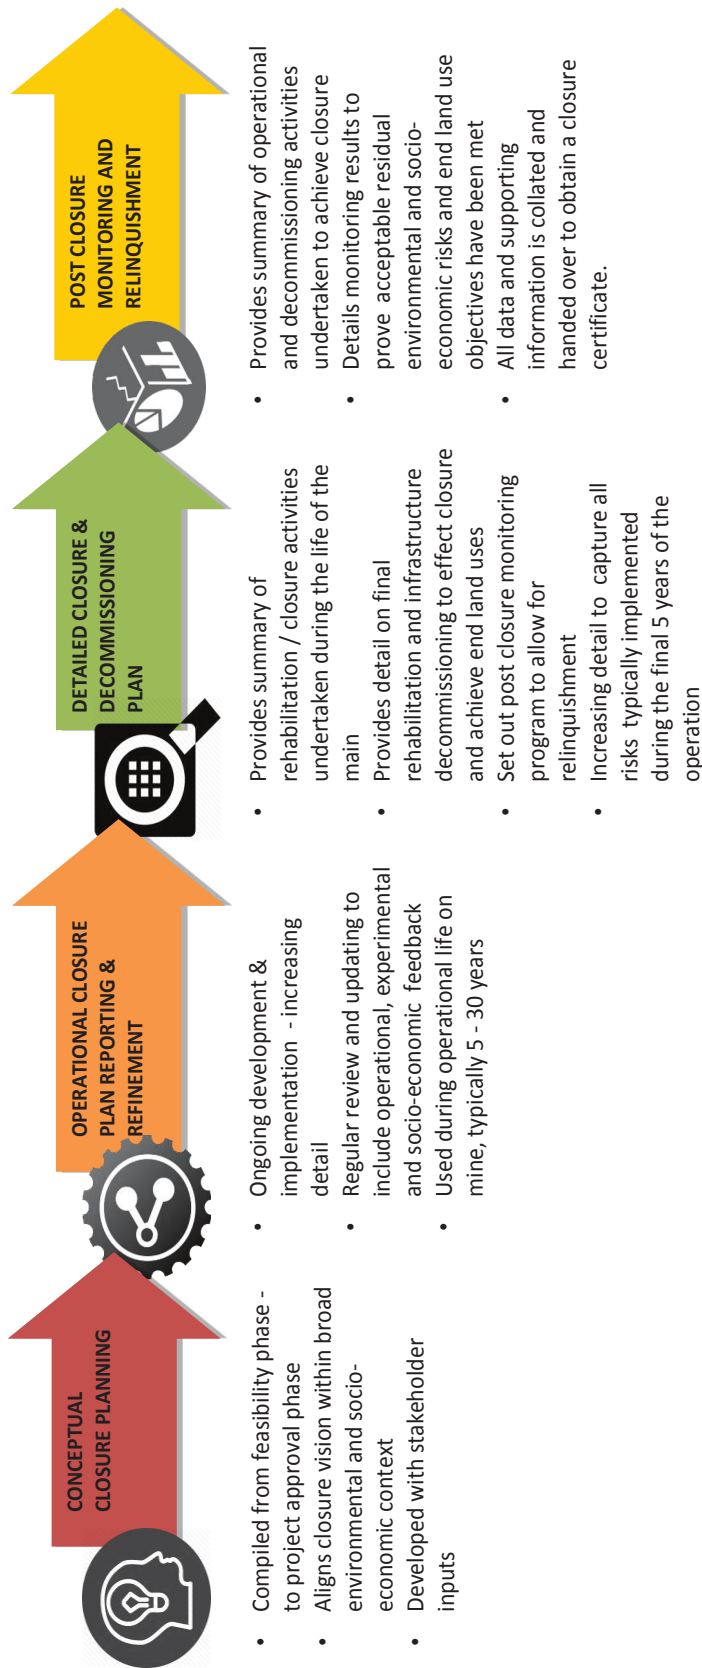 CONCEPTUAL
CLOSURE PLANNING
• Compiled from feasibility phase -
to project approval phase
• Aligns closure vision within broad
environmental and socio-
economic context
• Developed with stakeholder
inputs
OPERATIONAL CLOSURE
PLAN REPORTING &
REFINEMENT
• Ongoing development &
implementation - increasing
detail
• Regular review and updating to
include operational, experimental
and socio-economic feedback
• Used during operational life on
mine, typically 5 - 30 years
DETAILED CLOSURE &
DECOMMISSIONING
PLAN
• Provides summary of
rehabilitation / closure activities
undertaken during the life of the
main
• Provides detail on final
rehabilitation and infrastructure
decommissioning to effect closure
and achieve end land uses
• Set out post closure monitoring
program to allow for
relinquishment
• Increasing detail to capture all
risks typically implemented
during the final 5 years of the
operation
POST CLOSURE
MONITORING AND
RELINQUISHMENT
• Provides summary of operational
and decommissioning activities
undertaken to achieve closure
• Details monitoring results to
prove acceptable residual
environmental and socio-
economic risks and end land use
objectives have been met
• All data and supporting
information is collated and
handed over to obtain a closure
certificate.